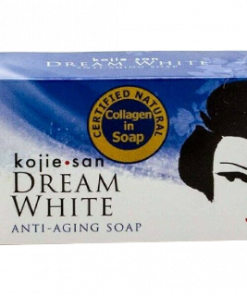 kojie•san
DREAM WHITE
CERTIFIED NATURAL
Collagen
in
Soap
kojie•san
DREAM
WHITE
ANTI-AGING SOAP